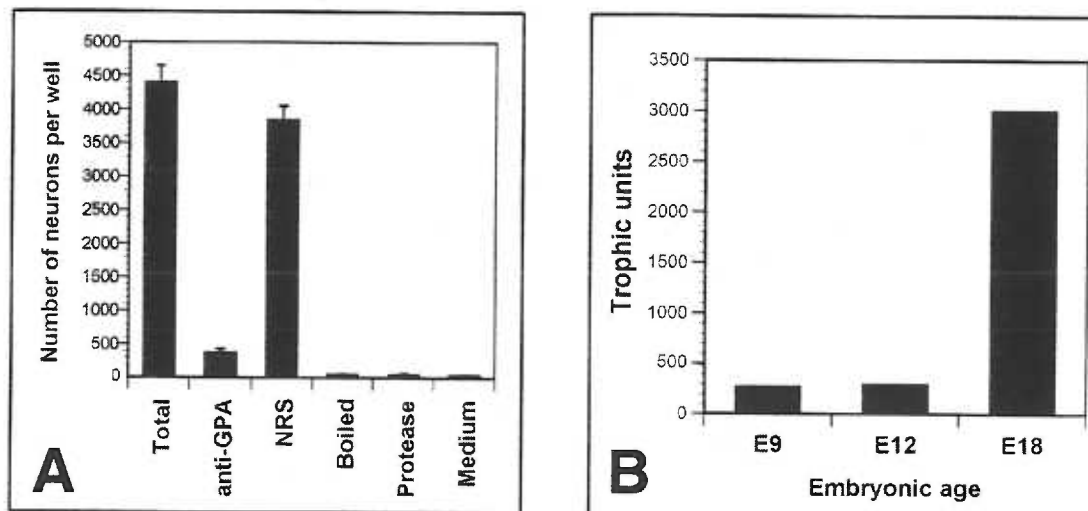 Number of neurons per well
5000
4500
4000
3500
3000
2500
2000
1500
1000
500
0
Total
anti-GPA
NRS
Boiled
Protease
Medium
A
Trophic units
3500
3000
2500
2000
1500
1000
500
0
E9 E12 E18
Embryonic age
B